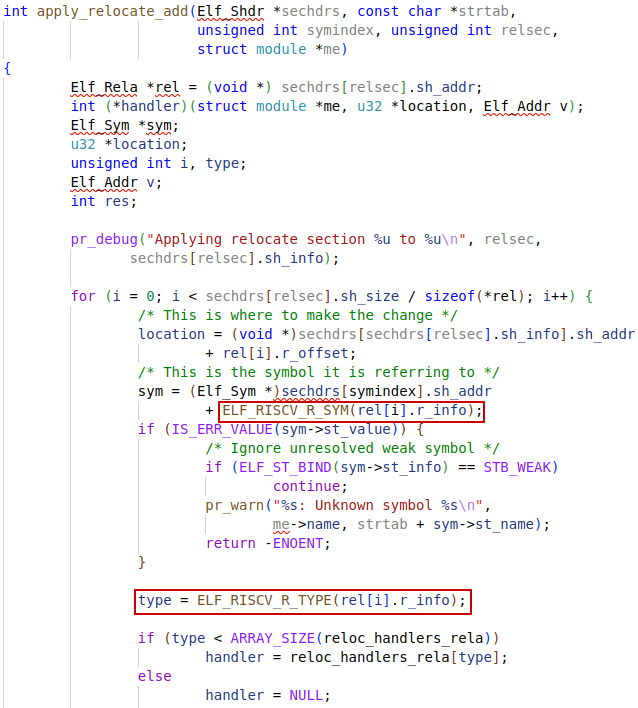 int apply_relocate_add(Elf_Shdr *sechdrs, const char *strtab,
unsigned int symindex, unsigned int relsec,
struct module *me)
{
Elf_Rela *rel = (void *) sechdrs[relsec].sh_addr;
int (*handler)(struct module *me, u32 *location, Elf_Addr v);
Elf_Sym *sym;
u32 *location;
unsigned int i, type;
Elf_Addr v;
int res;
pr_debug("Applying relocate section %u to %u\n", relsec,
sechdrs[relsec].sh_info);
for (i = 0; i < sechdrs[relsec].sh_size / sizeof(*rel); i++) {
/* This is where to make the change */
location = (void *)sechdrs[sechdrs[relsec].sh_info].sh_addr
+ rel[i].r_offset;
/* This is the symbol it is referring to */
sym = (Elf_Sym *)sechdrs[symindex].sh_addr
+ ELF_RISCV_R_SYM(rel[i].r_info);
if (IS_ERR_VALUE(sym->st_value)) {
/* Ignore unresolved weak symbol */
if (ELF_ST_BIND(sym->st_info) == STB_WEAK)
continue;
pr_warn("%s: Unknown symbol %s\n",
me->name, strtab + sym->st_name);
return -ENOENT;
}
type = ELF_RISCV_R_TYPE(rel[i].r_info);
if (type < ARRAY_SIZE(reloc_handlers_rela))
handler = reloc_handlers_rela[type];
else
handler = NULL;